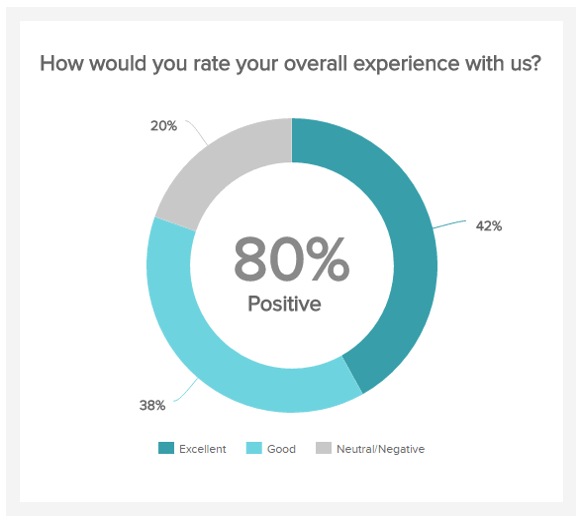 How would you rate your overall experience with us?
20%
42%
80%
Positive
38%
Excellent Good Neutral/Negative